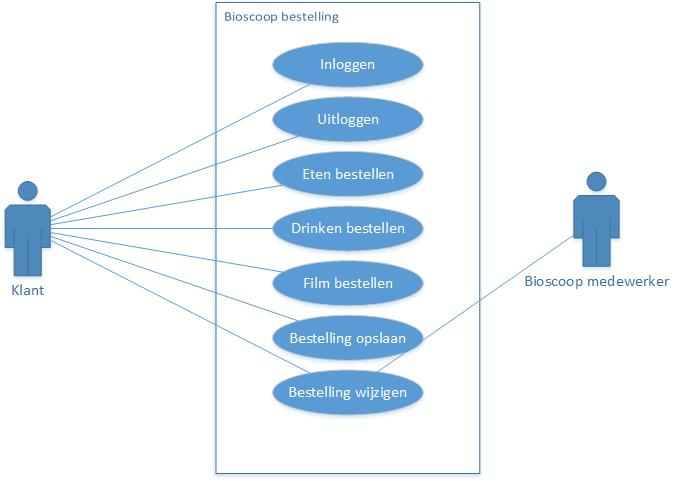 Bioscoop bestelling
Inloggen
Uitloggen
Eten bestellen
Drinken bestellen
Film bestellen
Bestelling opslaan
Bestelling wijzigen
Klant
Bioscoop medewerker